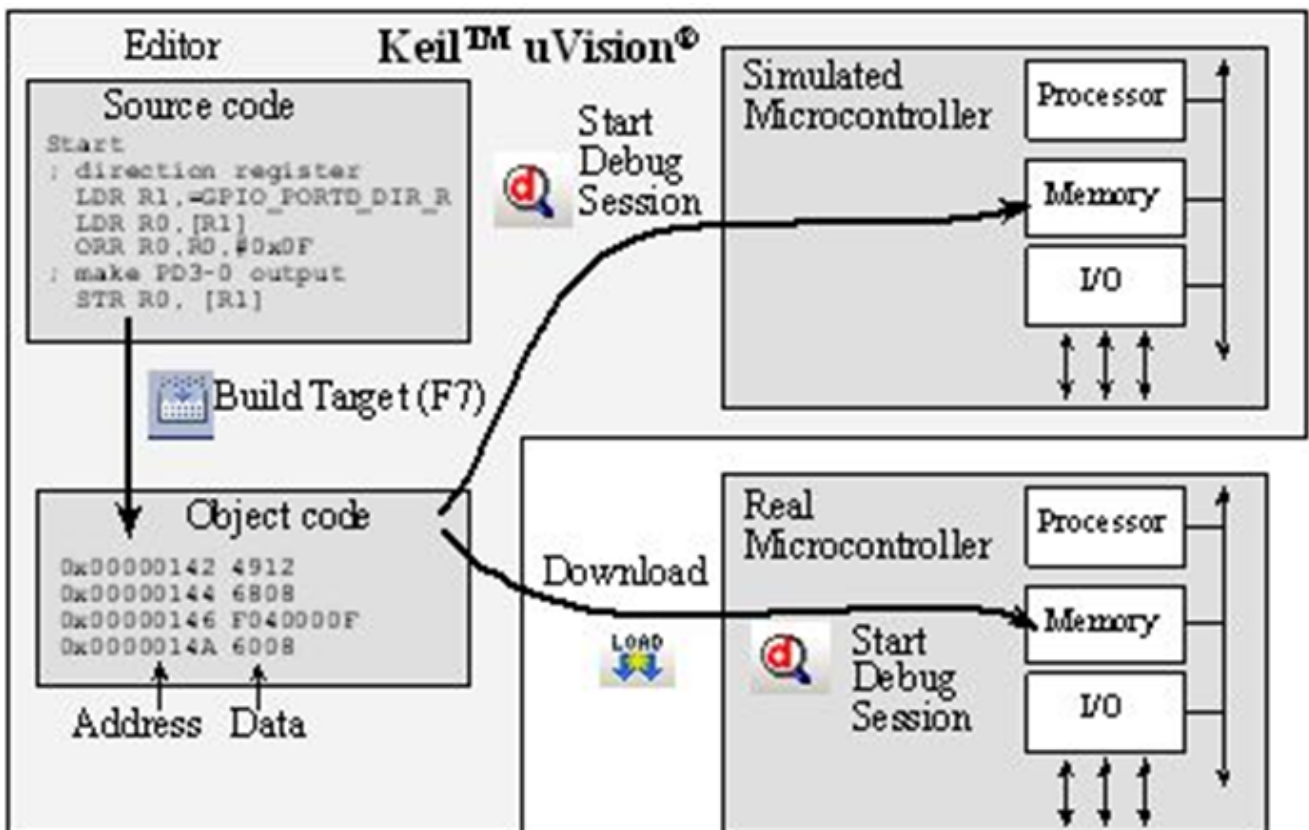 Editor
Keil™ uVision®
Source code
Start
; direction register
LDR R1,=GPIO_PORTD_DIR_R
LDR R0,[R1]
ORR R0,R0,#0x0F
; make PD3-0 output
STR R0, [R1]
Build Target (F7)
Object code
0x00000142 4912
0x00000144 6808
0x00000146 F040000F
0x0000014A 6008
Address Data
d
Start
Debug
Session
Simulated
Microcontroller
Processor
Memory
I/O
Download
LOAD
Real
Microcontroller
d
Start
Debug
Session
Processor
Memory
I/O